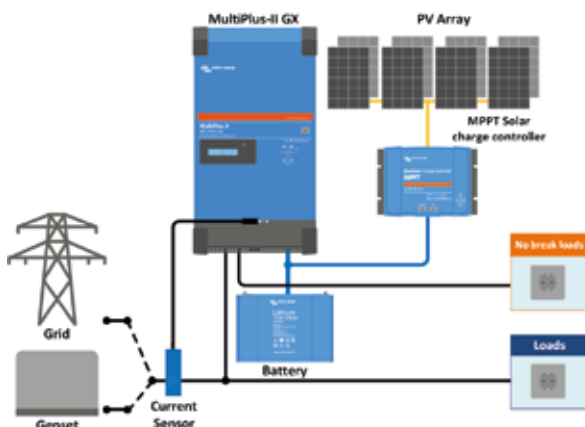 MultiPlus-II GX
PV Array
MPPT Solar
charge controller
No break loads
Grid
Battery
Loads
Current
Sensor
Genset